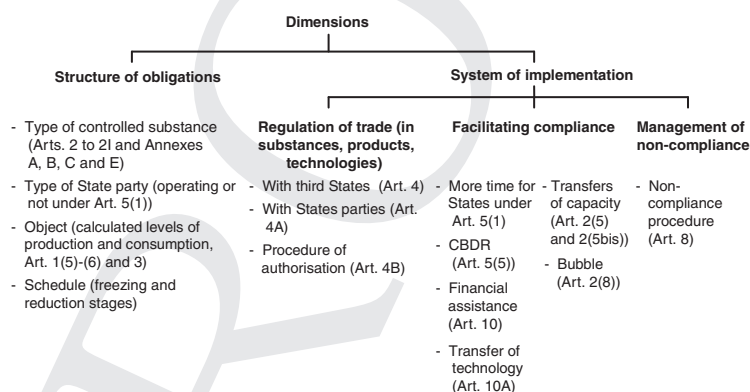 Dimensions
Structure of obligations
- Type of controlled substance
(Arts. 2 to 2I and Annexes
A, B, C and E)
- Type of State party (operating or
not under Art. 5(1))
- Object (calculated levels of
production and consumption,
Art. 1(5)-(6) and 3)
- Schedule (freezing and
reduction stages)
System of implementation
Regulation of trade (in
substances, products,
technologies)
- With third States (Art. 4)
- With States parties (Art.
4A)
- Procedure of
authorisation (Art. 4B)
Facilitating compliance
- More time for
States under
Art. 5(1)
- CBDR
(Art. 5(5))
- Financial
assistance
(Art. 10)
- Transfer of
technology
(Art. 10A)
- Transfers
of capacity
(Art. 2(5)
and 2(5bis))
- Bubble
(Art. 2(8))
Management of
non-compliance
- Non-
compliance
procedure
(Art. 8)